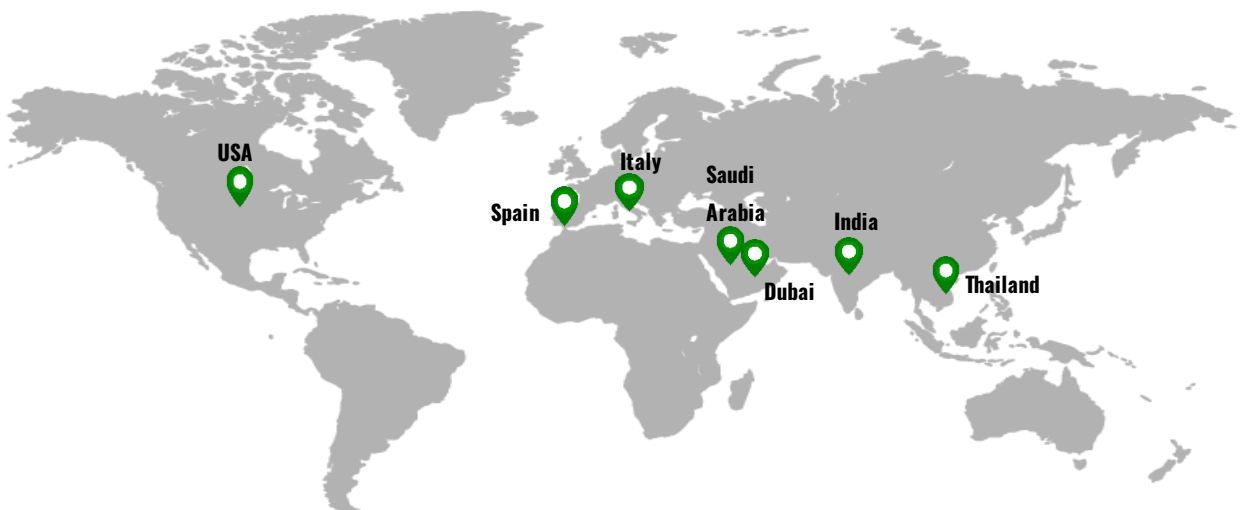 USA
Italy
Saudi
Arabia
Spain
India
Thailand
Dubai